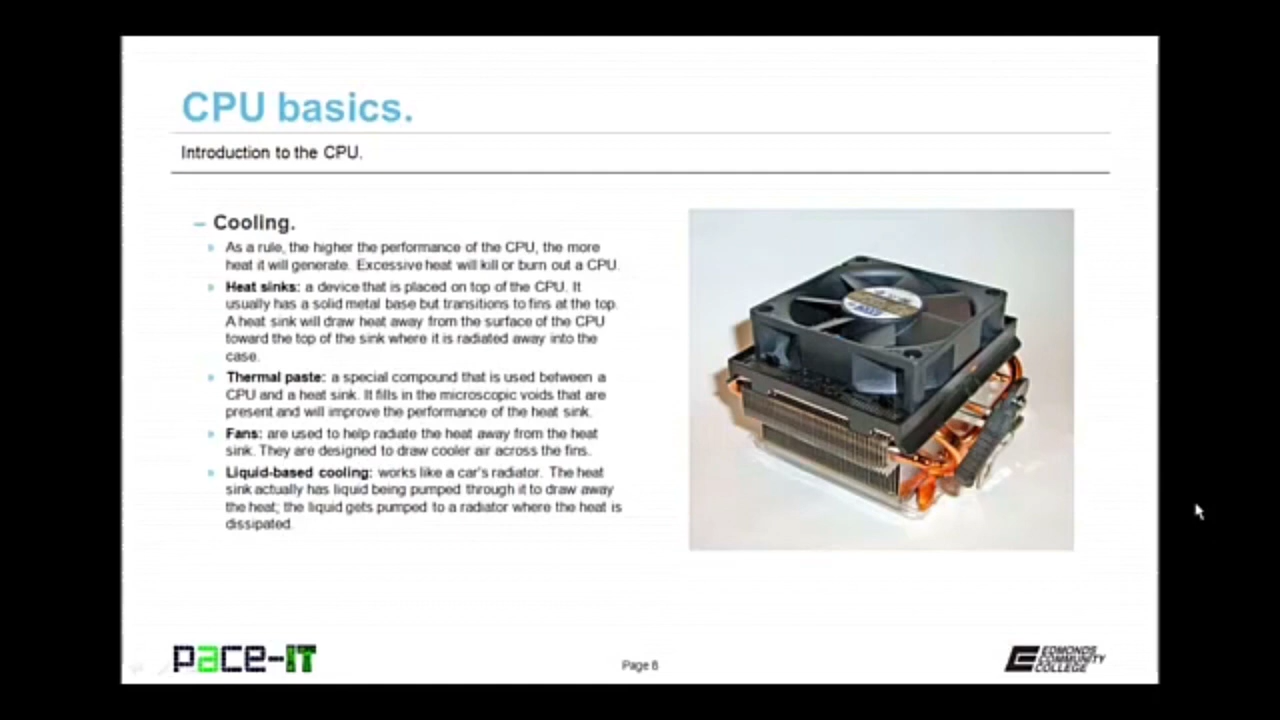 CPU basics.
Introduction to the CPU.
– Cooling.
» As a rule, the higher the performance of the CPU, the more
heat it will generate. Excessive heat will kill or burn out a CPU.
» Heat sinks: a device that is placed on top of the CPU. It
usually has a solid metal base but transitions to fins at the top.
A heat sink will draw heat away from the surface of the CPU
toward the top of the sink where it is radiated away into the
case.
» Thermal paste: a special compound that is used between a
CPU and a heat sink. It fills in the microscopic voids that are
present and will improve the performance of the heat sink.
» Fans: are used to help radiate the heat away from the heat
sink. They are designed to draw cooler air across the fins.
» Liquid-based cooling: works like a car's radiator. The heat
sink actually has liquid being pumped through it to draw away
the heat; the liquid gets pumped to a radiator where the heat is
dissipated.
pace-IT
Page 8
EDMONDS
COMMUNITY
COLLEGE